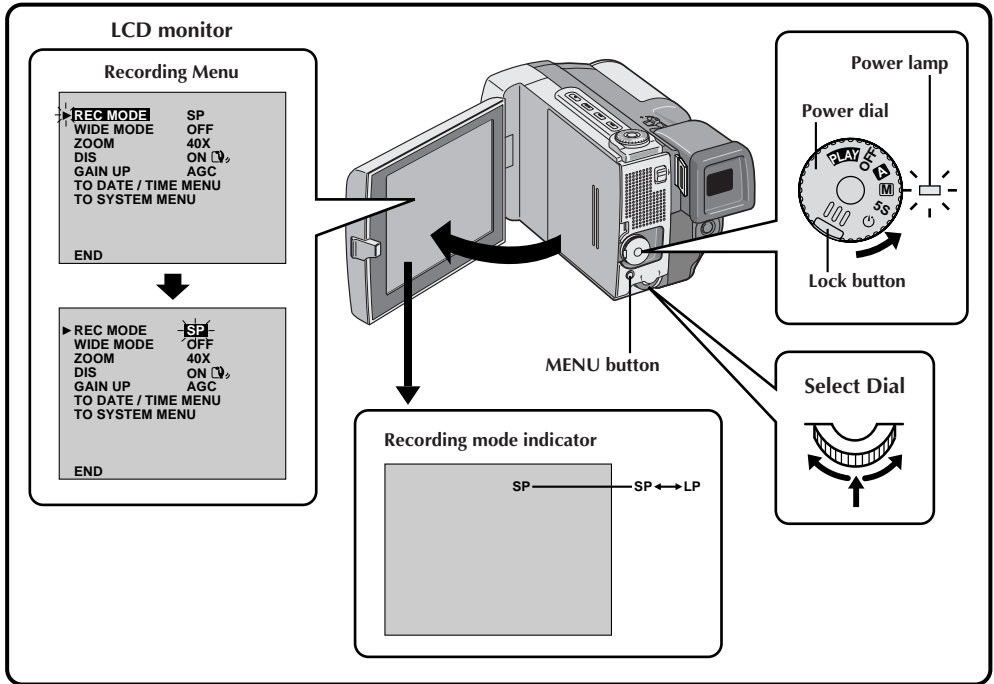 LCD monitor
Recording Menu
REC MODE SP
WIDE MODE OFF
ZOOM 40X
DIS ON
GAIN UP AGC
TO DATE / TIME MENU
TO SYSTEM MENU
END
REC MODE SP
WIDE MODE OFF
ZOOM 40X
DIS ON
GAIN UP AGC
TO DATE / TIME MENU
TO SYSTEM MENU
END
MENU button
Recording mode indicator
SP SP ↔ LP
Power lamp
Power dial
PLAY
OFF
A
M
5S
Lock button
Select Dial